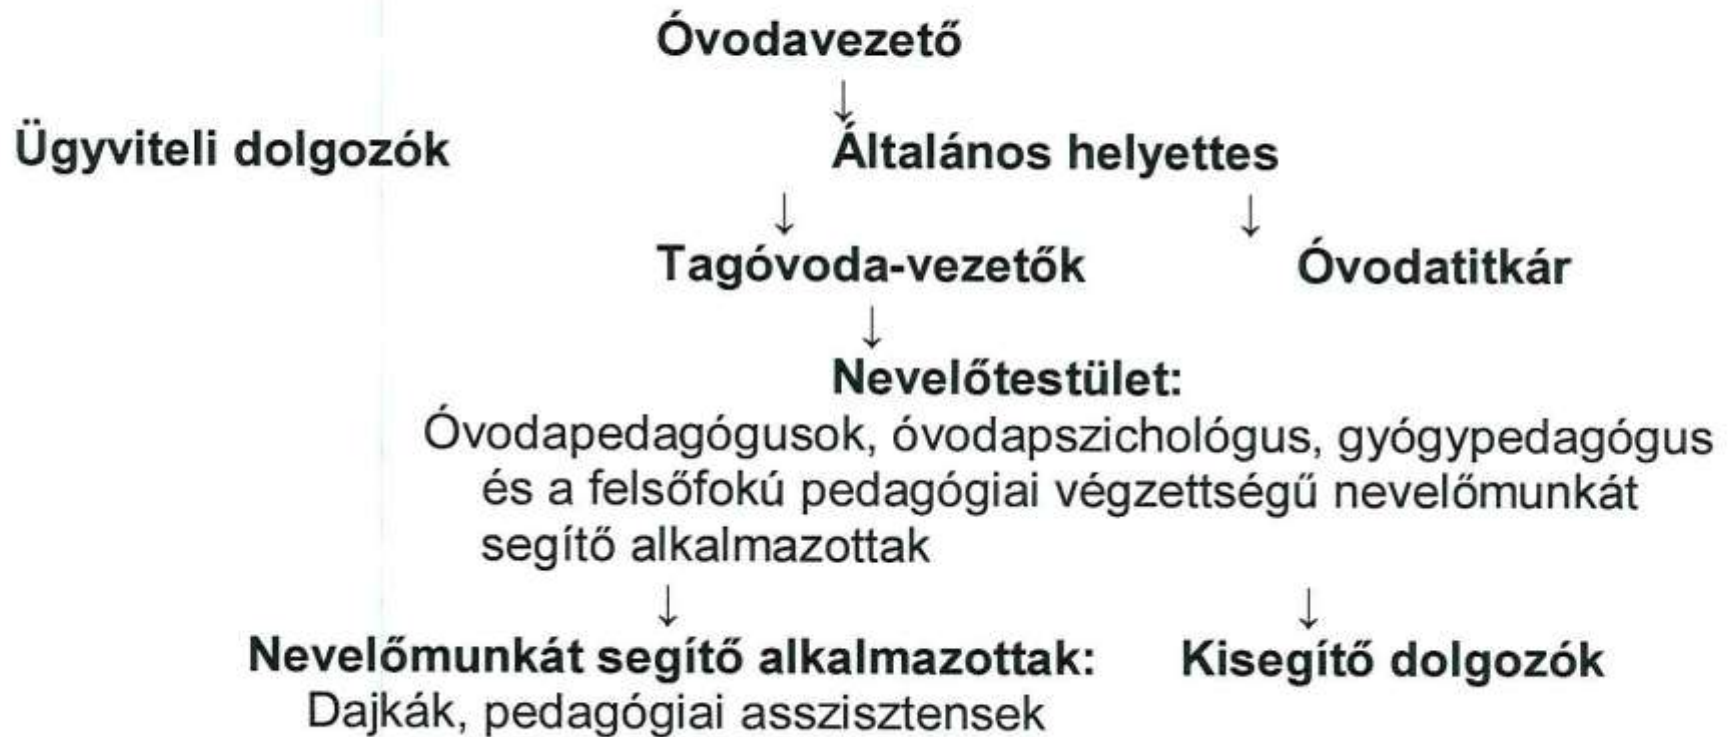 Óvodavezető
↓
Ügyviteli dolgozók Általános helyettes
↓ ↓
Tagóvoda-vezetők Óvodatitkár
↓
Nevelőtestület:
Óvodapedagógusok, óvodapszichológus, gyógypedagógus
és a felsőfokú pedagógiai végzettségű nevelőmunkát
segítő alkalmazottak
↓ ↓
Nevelőmunkát segítő alkalmazottak: Kisegítő dolgozók
Dajkák, pedagógiai asszisztensek